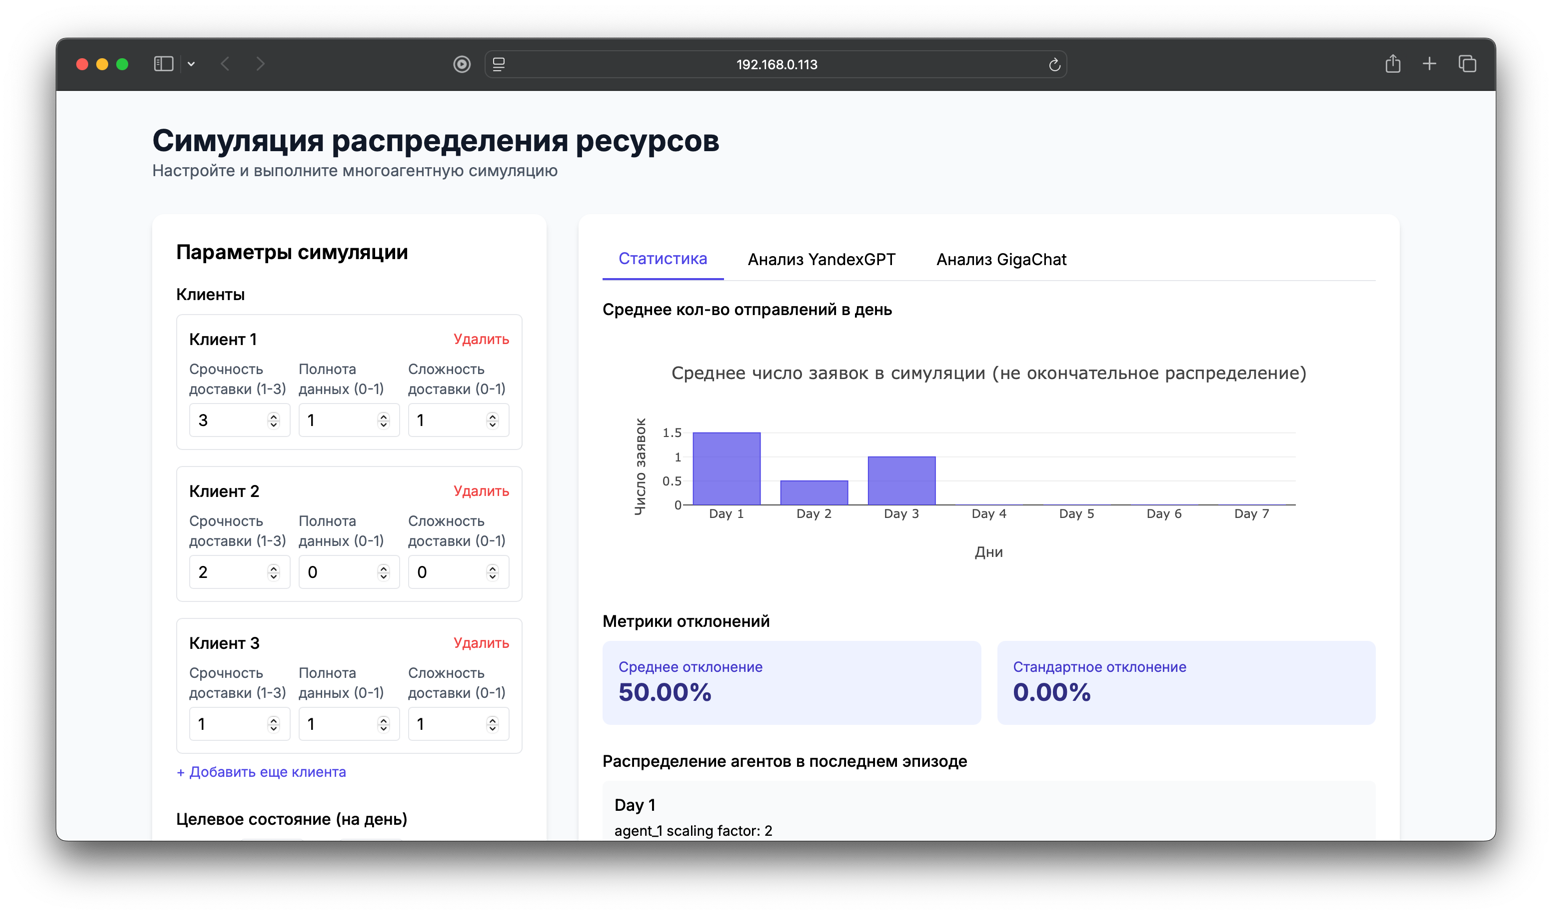 192.168.0.113
Симуляция распределения ресурсов
Настройте и выполните многоагентную симуляцию
Параметры симуляции
Клиенты
Клиент 1
Удалить
Срочность доставки (1-3)
Полнота данных (0-1)
Сложность доставки (0-1)
3
1
1
Клиент 2
Удалить
Срочность доставки (1-3)
Полнота данных (0-1)
Сложность доставки (0-1)
2
0
0
Клиент 3
Удалить
Срочность доставки (1-3)
Полнота данных (0-1)
Сложность доставки (0-1)
1
1
1
+ Добавить еще клиента
Целевое состояние (на день)
Статистика
Анализ YandexGPT
Анализ GigaChat
Среднее кол-во отправлений в день
Среднее число заявок в симуляции (не окончательное распределение)
Число заявок
1.5
1
0.5
0
Day 1
Day 2
Day 3
Day 4
Day 5
Day 6
Day 7
Дни
Метрики отклонений
Среднее отклонение
50.00%
Стандартное отклонение
0.00%
Распределение агентов в последнем эпизоде
Day 1
agent_1 scaling factor: 2